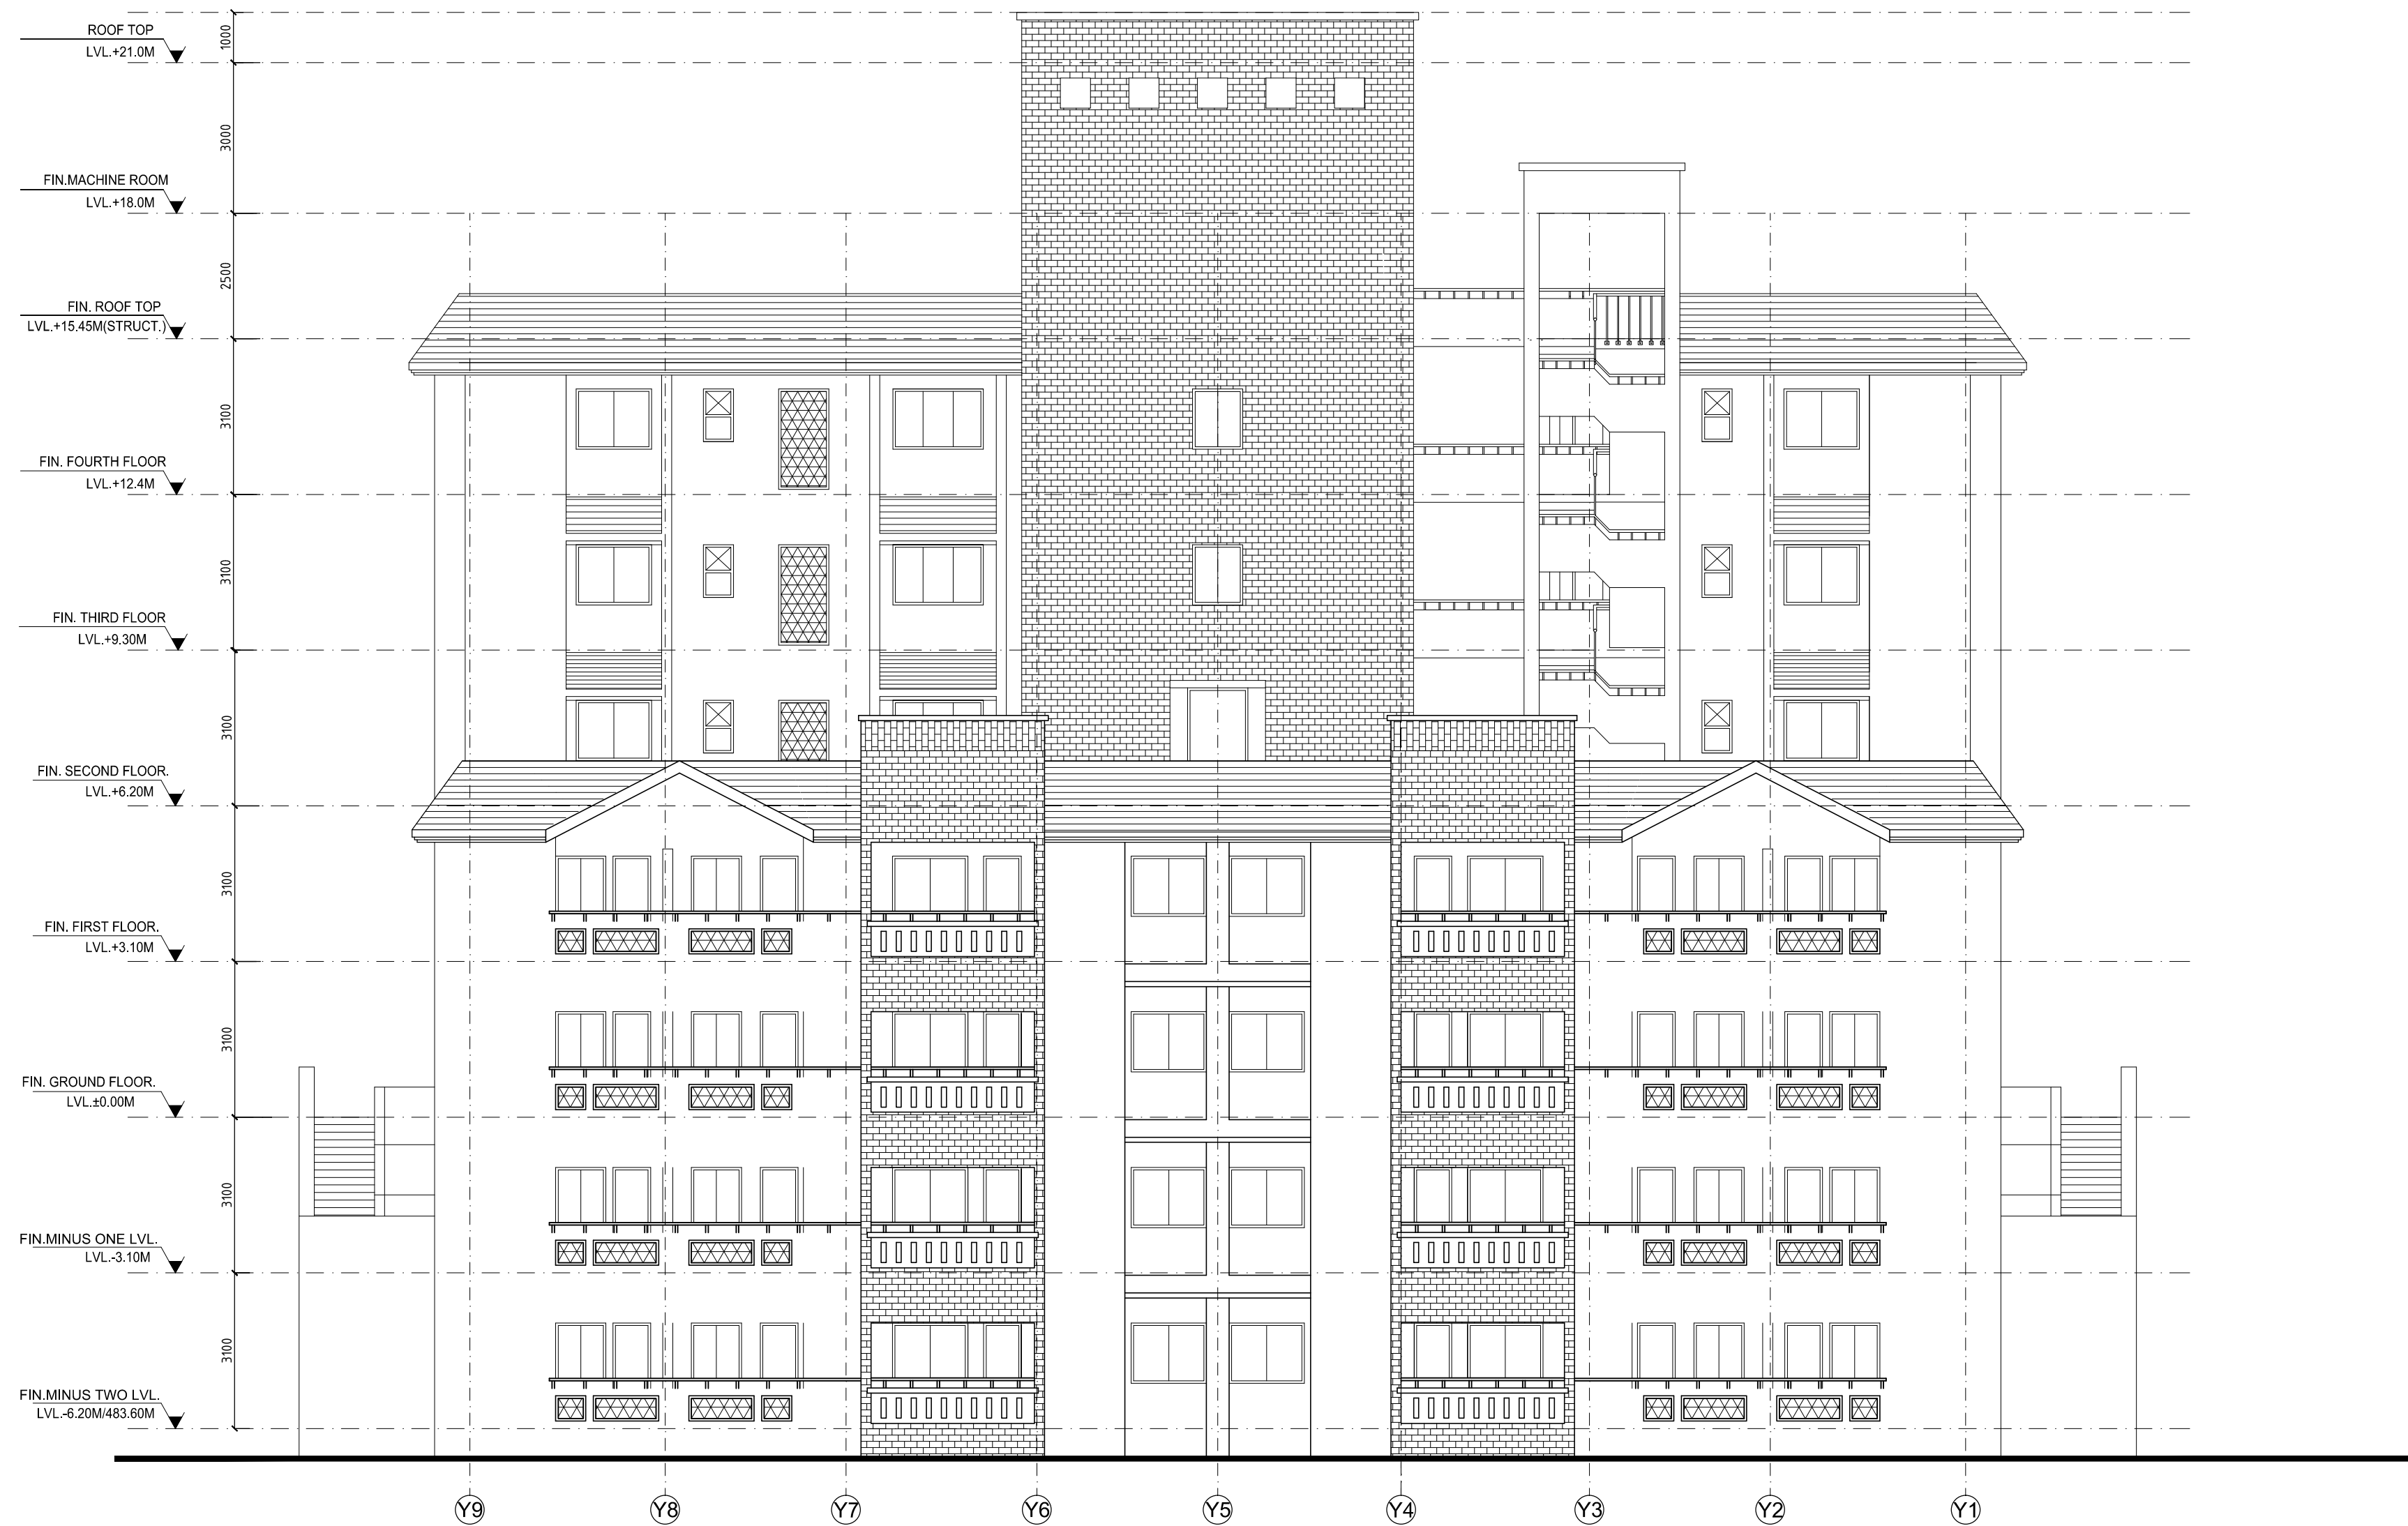 1000
ROOF TOP
LVL.+21.0M
3000
FIN.MACHINE ROOM
LVL.+18.0M
2500
FIN. ROOF TOP
LVL.+15.45M(STRUCT.)
3100
FIN. FOURTH FLOOR
LVL.+12.4M
3100
FIN. THIRD FLOOR
LVL.+9.30M
3100
FIN. SECOND FLOOR.
LVL.+6.20M
3100
FIN. FIRST FLOOR.
LVL.+3.10M
3100
FIN. GROUND FLOOR.
LVL.±0.00M
3100
FIN.MINUS ONE LVL.
LVL.-3.10M
3100
FIN.MINUS TWO LVL.
LVL.-6.20M/483.60M
Y9 Y8 Y7 Y6 Y5 Y4 Y3 Y2 Y1